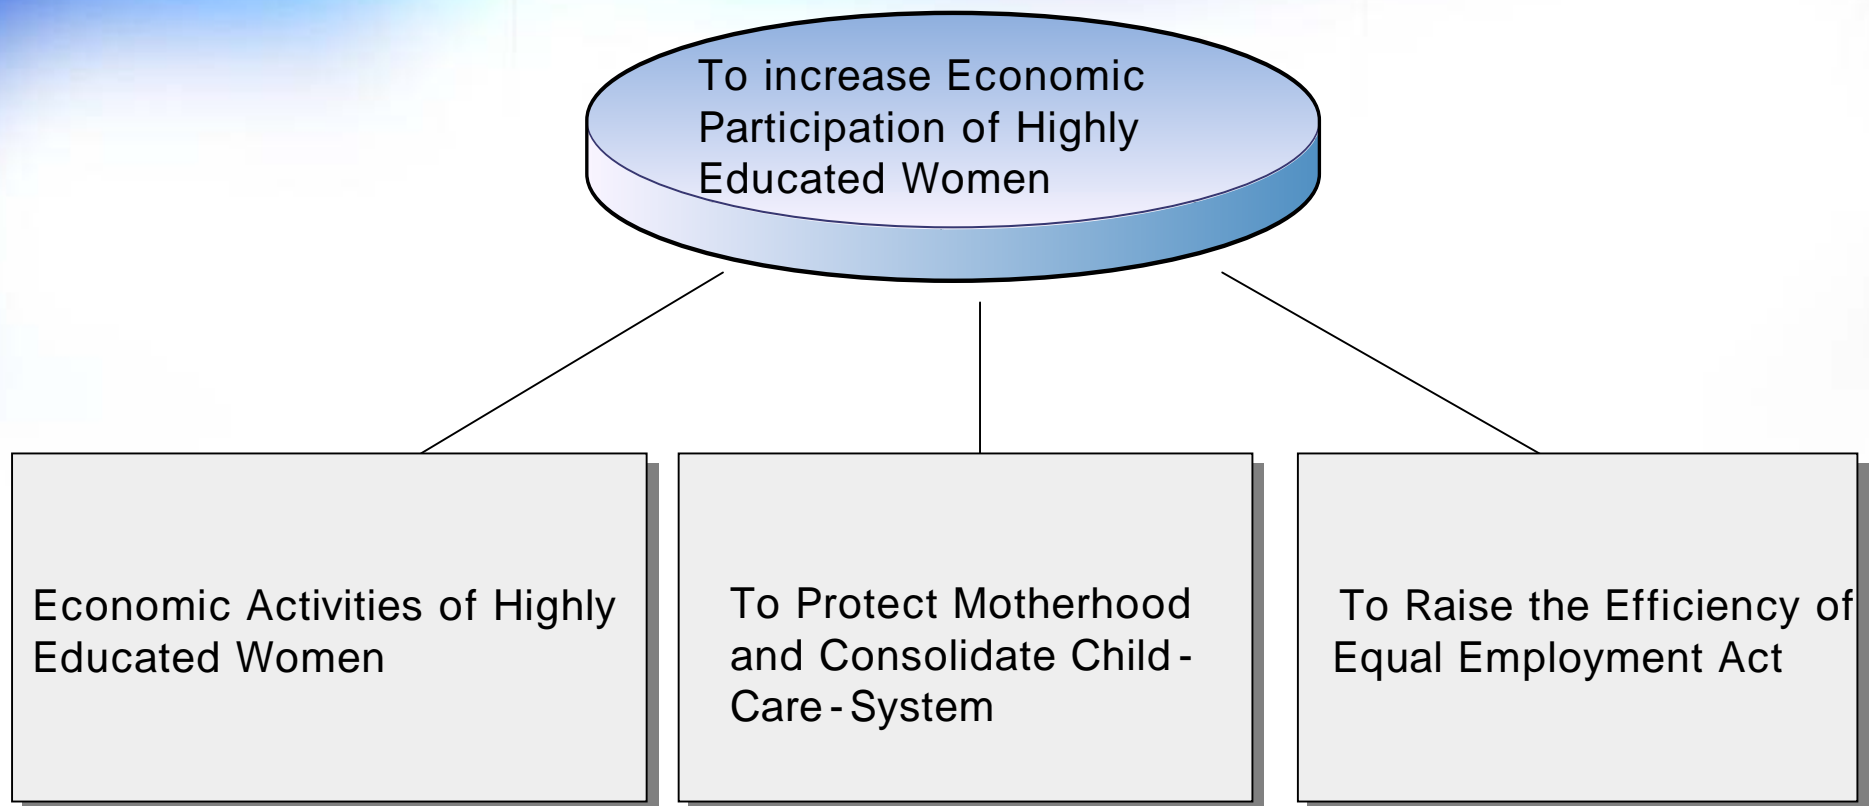 To increase Economic
Participation of Highly
Educated Women
Economic Activities of Highly
Educated Women
To Protect Motherhood
and Consolidate Child-
Care-System
To Raise the Efficiency of
Equal Employment Act